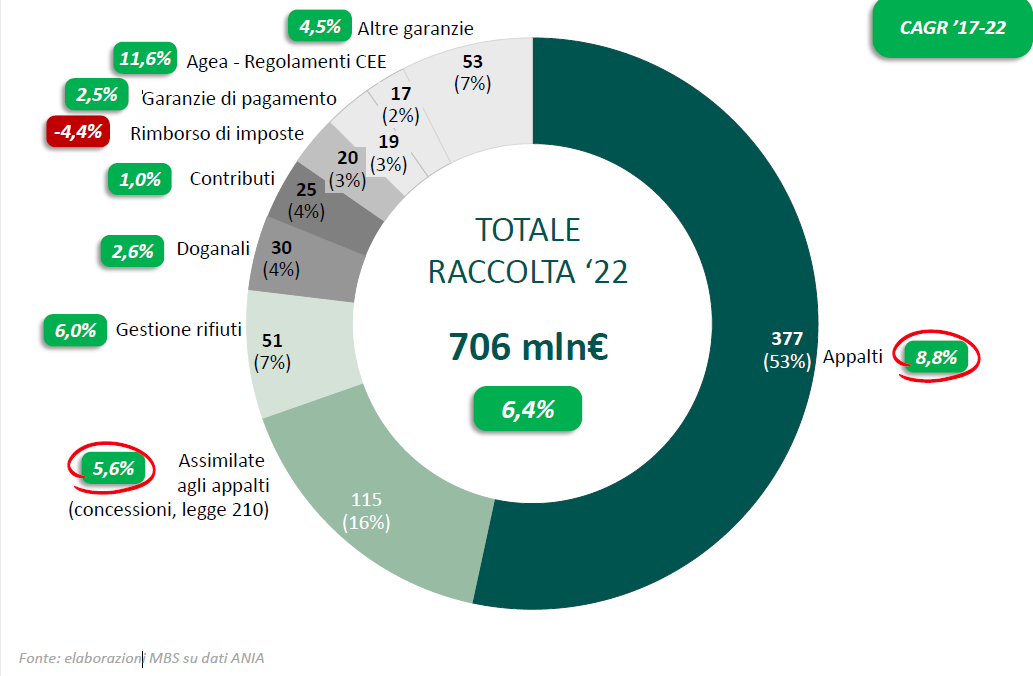 CAGR ’17-22
4,5% Altre garanzie
11,6% Agea - Regolamenti CEE
2,5% Garanzie di pagamento
-4,4% Rimborso di imposte
1,0% Contributi
2,6% Doganali
6,0% Gestione rifiuti
5,6% Assimilate
agli appalti
(concessioni, legge 210)
53
(7%)
17
(2%)
19
(3%)
20
(3%)
25
(4%)
30
(4%)
51
(7%)
115
(16%)
377
(53%)
Appalti 8,8%
TOTALE
RACCOLTA ‘22
706 mln€
6,4%
Fonte: elaborazioni MBS su dati ANIA